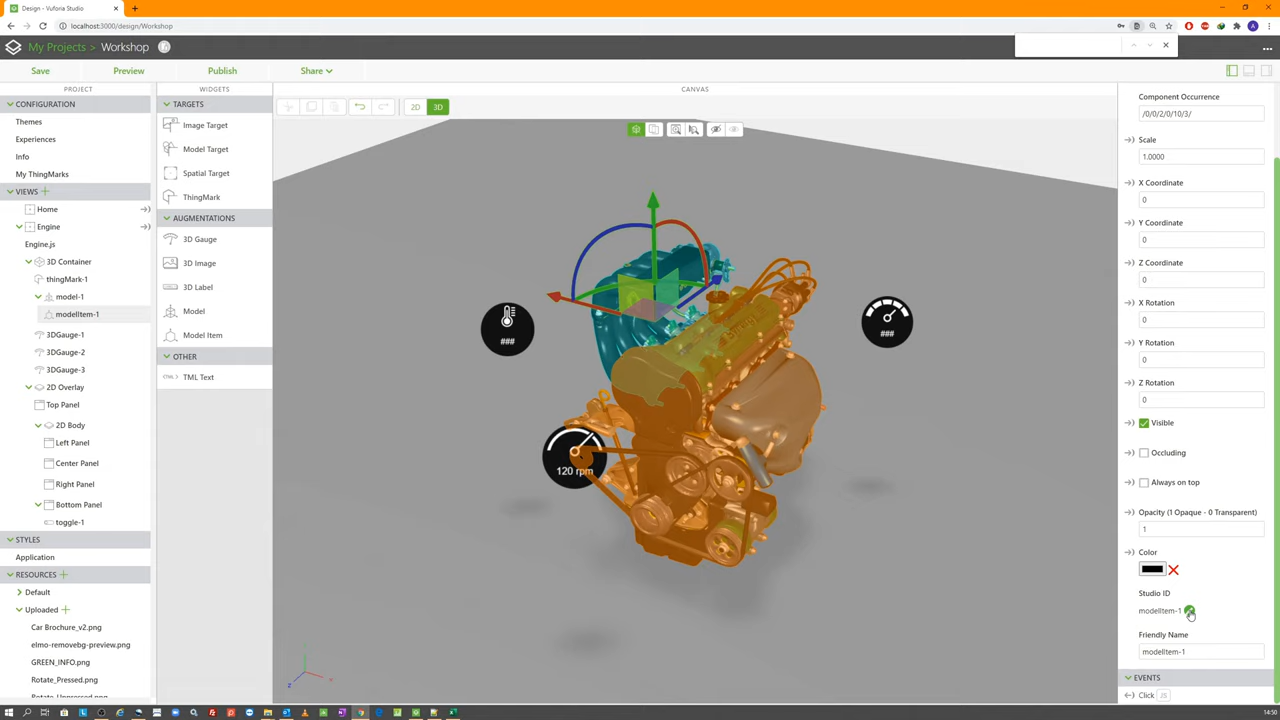 Design - Vuforia Studio
localhost:3000/design/Workshop
My Projects > Workshop
Save
Preview
Publish
Share
PROJECT
WIDGETS
CANVAS
CONFIGURATION
Themes
Experiences
Info
My ThingMarks
VIEWS
Home
Engine
Engine.js
3D Container
thingMark-1
model-1
modelItem-1
3DGauge-1
3DGauge-2
3DGauge-3
2D Overlay
Top Panel
2D Body
Left Panel
Center Panel
Right Panel
Bottom Panel
toggle-1
STYLES
Application
RESOURCES
Default
Uploaded
Car Brochure_v2.png
elmo-removebg-preview.png
GREEN_INFO.png
Rotate_Pressed.png
Rotate_Unpressed.png
TARGETS
Image Target
Model Target
Spatial Target
ThingMark
AUGMENTATIONS
3D Gauge
3D Image
3D Label
Model
Model Item
OTHER
TML Text
2D
3D
###
###
120 rpm
Component Occurrence
/0/0/2/0/10/3/
Scale
1.0000
X Coordinate
0
Y Coordinate
0
Z Coordinate
0
X Rotation
0
Y Rotation
0
Z Rotation
0
Visible
Occluding
Always on top
Opacity (1 Opaque - 0 Transparent)
1
Color
Studio ID
modelItem-1
Friendly Name
modelItem-1
EVENTS
Click JS
14:50